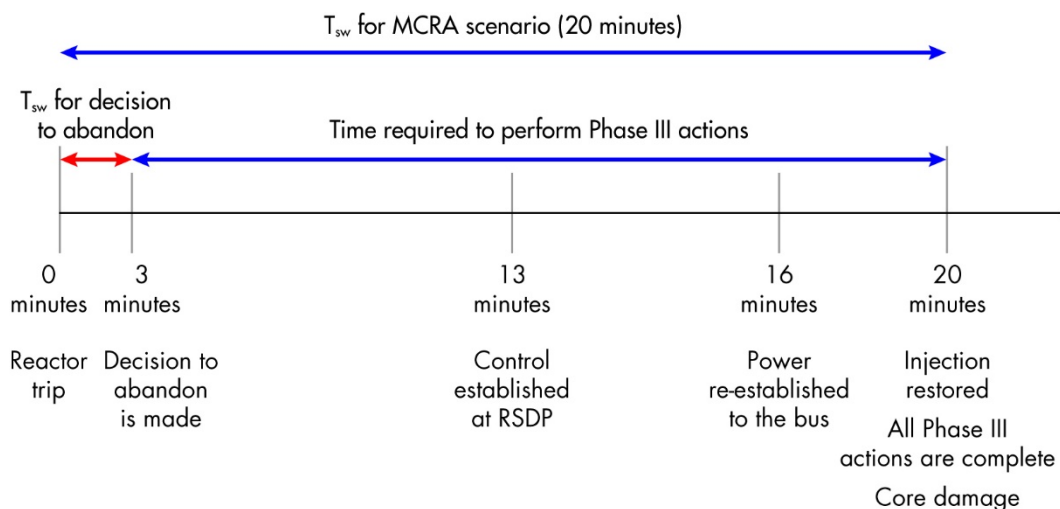 T_sw for MCRA scenario (20 minutes)
T_sw for decision
to abandon
Time required to perform Phase III actions
0
minutes
3
minutes
13
minutes
16
minutes
20
minutes
Reactor
trip
Decision to
abandon
is made
Control
established
at RSDP
Power
re-established
to the bus
Injection
restored
All Phase III
actions are complete
Core damage